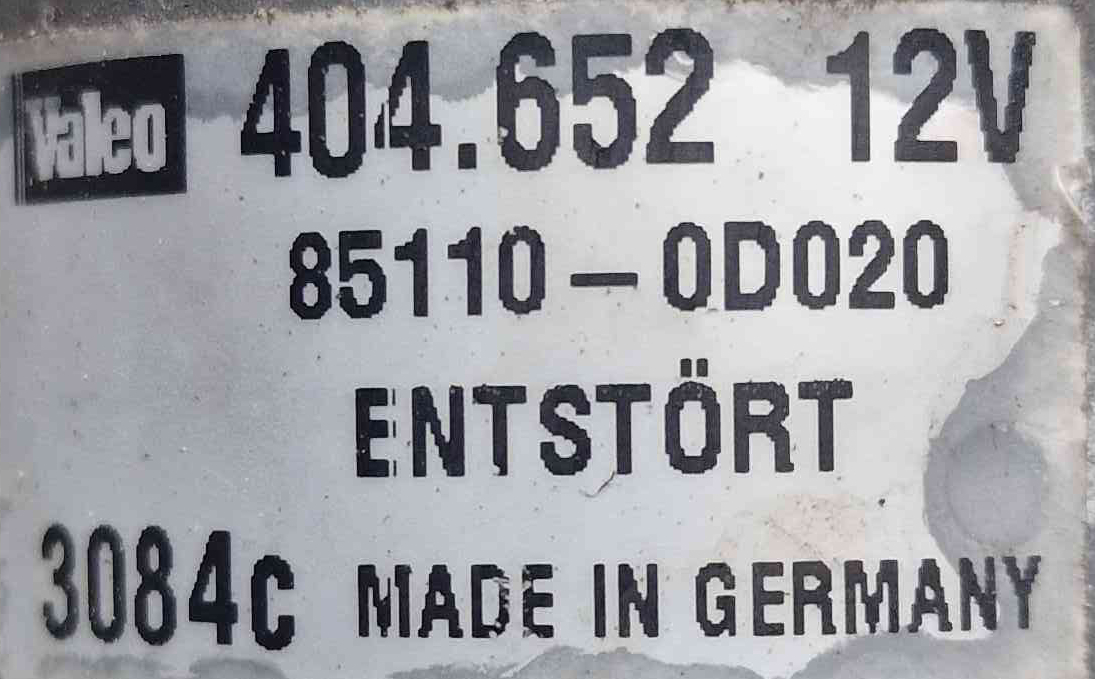 Valeo 404.652 12V
85110-0D020
ENTSTÖRT
3084C MADE IN GERMANY